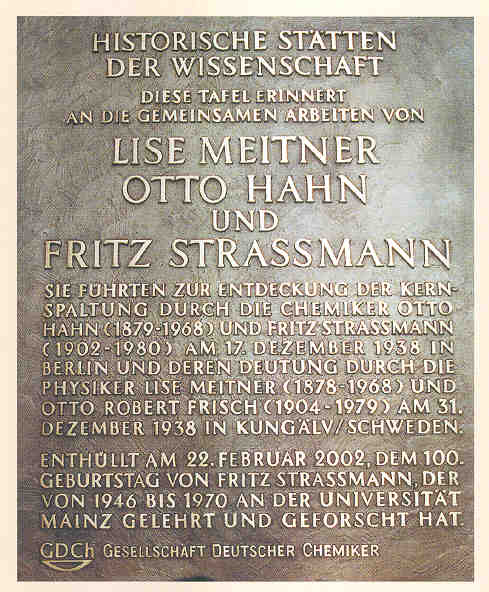 HISTORISCHE STÄTTEN
DER WISSENSCHAFT
DIESE TAFEL ERINNERT
AN DIE GEMEINSAMEN ARBEITEN VON
LISE MEITNER
OTTO HAHN
UND
FRITZ STRASSMANN
SIE FÜHRTEN ZUR ENTDECKUNG DER KERN-
SPALTUNG DURCH DIE CHEMIKER OTTO
HAHN (1879-1968) UND FRITZ STRASSMANN
(1902-1980) AM 17. DEZEMBER 1938 IN
BERLIN UND DEREN DEUTUNG DURCH DIE
PHYSIKER LISE MEITNER (1878-1968) UND
OTTO ROBERT FRISCH (1904-1979) AM 31.
DEZEMBER 1938 IN KUNGÄLV/SCHWEDEN.
ENTHÜLLT AM 22. FEBRUAR 2002, DEM 100.
GEBURTSTAG VON FRITZ STRASSMANN, DER
VON 1946 BIS 1970 AN DER UNIVERSITÄT
MAINZ GELEHRT UND GEFORSCHT HAT.
GDCh GESELLSCHAFT DEUTSCHER CHEMIKER